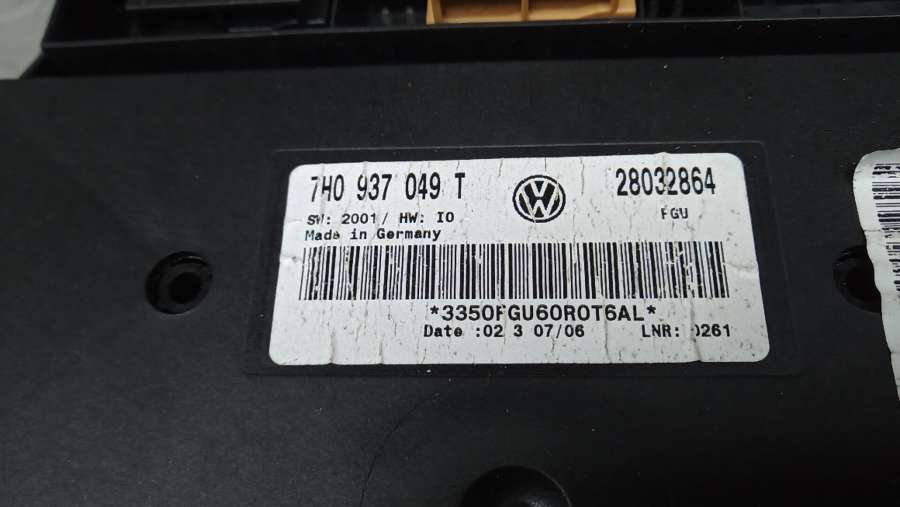 7H0 937 049 T
28032864
FGU
SW: 2001/ HW: IO
Made in Germany
*3350FGU60R0T6AL*
Date :02 3 07/06
LNR: 0261